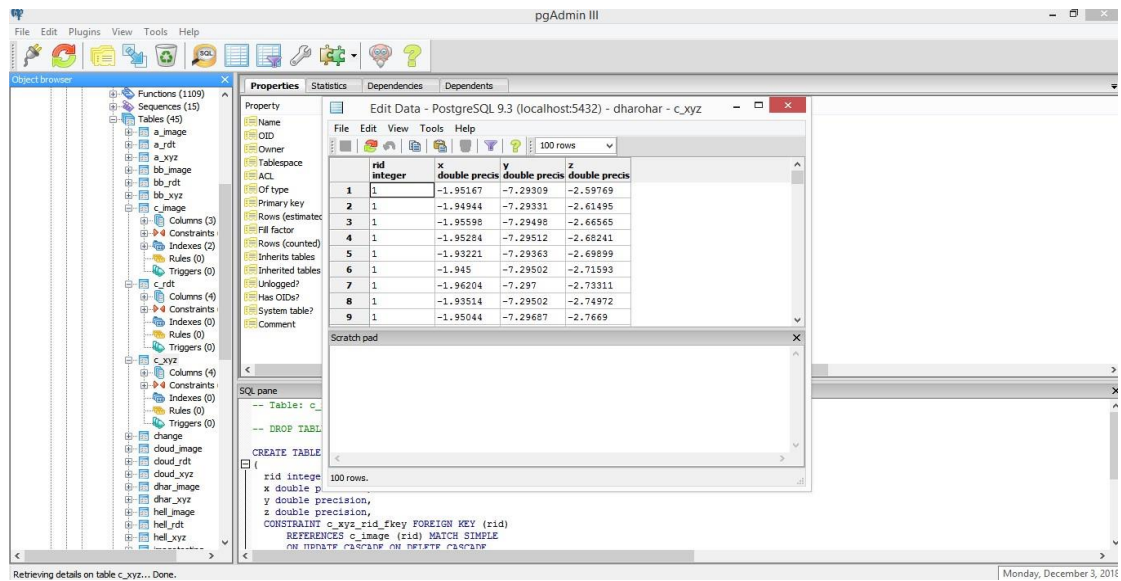 pgAdmin III
File Edit Plugins View Tools Help
SQL
Object browser
Functions (1109)
Sequences (15)
Tables (45)
a_image
a_rdt
a_xyz
bb_image
bb_rdt
bb_xyz
c_image
Columns (3)
Constraints
Indexes (2)
Rules (0)
Triggers (0)
c_rdt
Columns (4)
Constraints
Indexes (0)
Rules (0)
Triggers (0)
c_xyz
Columns (4)
Constraints
Indexes (0)
Rules (0)
Triggers (0)
change
cloud_image
cloud_rdt
cloud_xyz
dhar_image
dhar_xyz
hell_image
hell_rdt
hell_xyz
Properties Statistics Dependencies Dependents
Property
Name
OID
Owner
Tablespace
ACL
Of type
Primary key
Rows (estimated
Fill factor
Rows (counted)
Inherits tables
Inherited tables
Unlogged?
Has OIDs?
System table?
Comment
Edit Data - PostgreSQL 9.3 (localhost:5432) - dharohar - c_xyz
File Edit View Tools Help
100 rows
rid x y z
integer double precis double precis double precis
1 1 -1.95167 -7.29309 -2.59769
2 1 -1.94944 -7.29331 -2.61495
3 1 -1.95598 -7.29498 -2.66565
4 1 -1.95284 -7.29512 -2.68241
5 1 -1.93221 -7.29363 -2.69899
6 1 -1.945 -7.29502 -2.71593
7 1 -1.96204 -7.297 -2.73311
8 1 -1.93514 -7.29502 -2.74972
9 1 -1.95044 -7.29687 -2.7669
Scratch pad
100 rows.
SQL pane
-- Table: c_
-- DROP TABL
CREATE TABLE
(
rid intege
x double p
y double precision,
z double precision,
CONSTRAINT c_xyz_rid_fkey FOREIGN KEY (rid)
REFERENCES c_image (rid) MATCH SIMPLE
ON UPDATE CASCADE ON DELETE CASCADE
Retrieving details on table c_xyz... Done.
Monday, December 3, 2018